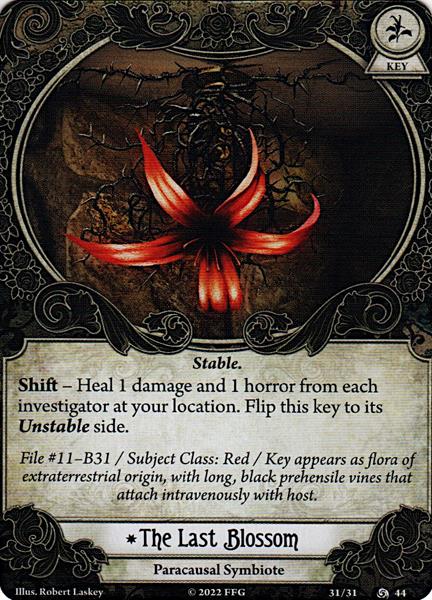 KEY
Stable.
Shift – Heal 1 damage and 1 horror from each
investigator at your location. Flip this key to its
Unstable side.
File #11–B31 / Subject Class: Red / Key appears as flora of
extraterrestrial origin, with long, black prehensile vines that
attach intravenously with host.
*The Last Blossom
Paracausal Symbiote
Illus. Robert Laskey © 2022 FFG 31/31 44